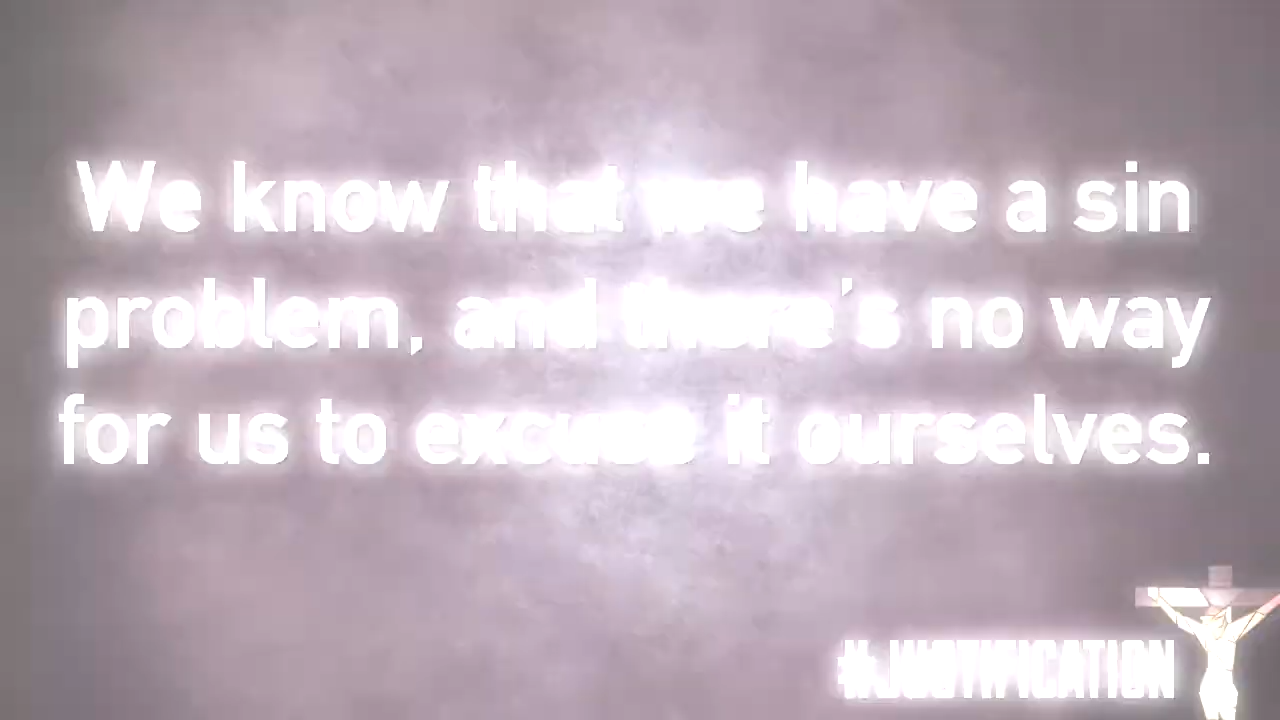 We know that we have a sin
problem, and there's no way
for us to excuse it ourselves.
#JUSTIFICATION